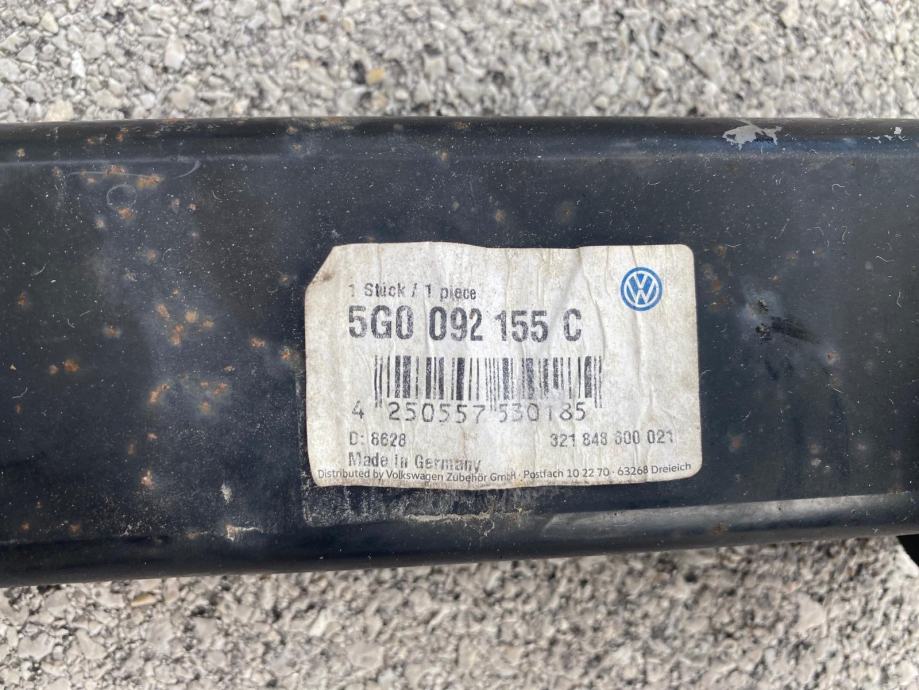 1 Stück / 1 piece
5G0 092 155 C
4 250557 530185
D: 8628
321 848 600 021
Made in Germany
Distributed by Volkswagen Zubehör GmbH · Postfach 10 22 70 · 63268 Dreieich